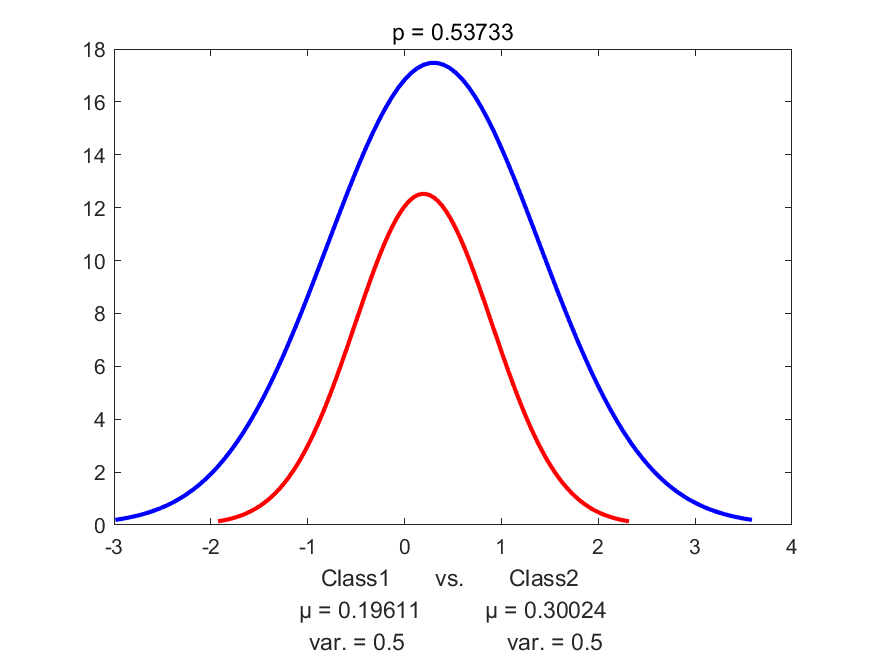 p = 0.53733
18
16
14
12
10
8
6
4
2
0
-3 -2 -1 0 1 2 3 4
Class1 vs. Class2
μ = 0.19611 μ = 0.30024
var. = 0.5 var. = 0.5